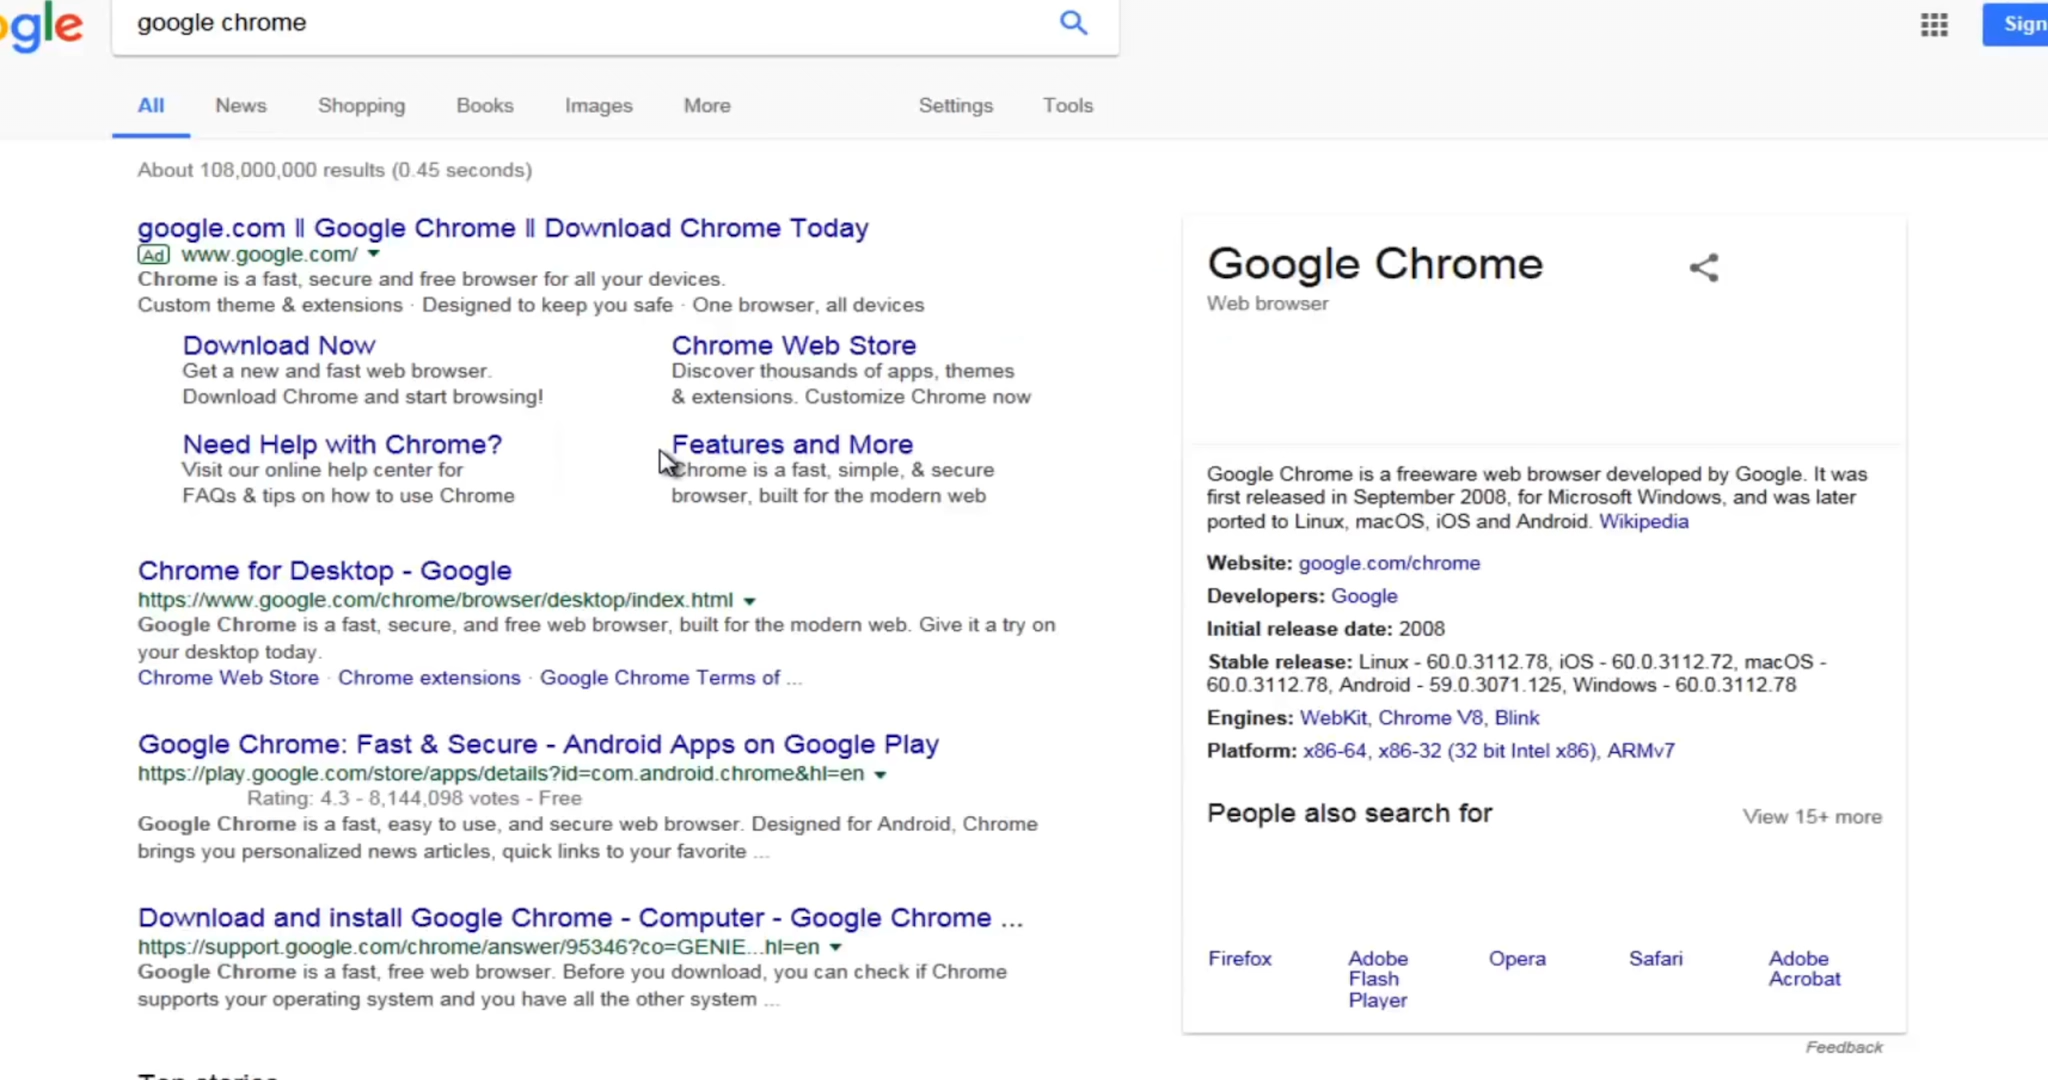 gle
google chrome
Sign
All News Shopping Books Images More Settings Tools
About 108,000,000 results (0.45 seconds)
google.com ‖ Google Chrome ‖ Download Chrome Today
Ad www.google.com/
Chrome is a fast, secure and free browser for all your devices.
Custom theme & extensions · Designed to keep you safe · One browser, all devices
Download Now
Get a new and fast web browser.
Download Chrome and start browsing!
Chrome Web Store
Discover thousands of apps, themes
& extensions. Customize Chrome now
Need Help with Chrome?
Visit our online help center for
FAQs & tips on how to use Chrome
Features and More
Chrome is a fast, simple, & secure
browser, built for the modern web
Chrome for Desktop - Google
https://www.google.com/chrome/browser/desktop/index.html
Google Chrome is a fast, secure, and free web browser, built for the modern web. Give it a try on
your desktop today.
Chrome Web Store · Chrome extensions · Google Chrome Terms of ...
Google Chrome: Fast & Secure - Android Apps on Google Play
https://play.google.com/store/apps/details?id=com.android.chrome&hl=en
Rating: 4.3 - 8,144,098 votes - Free
Google Chrome is a fast, easy to use, and secure web browser. Designed for Android, Chrome
brings you personalized news articles, quick links to your favorite ...
Download and install Google Chrome - Computer - Google Chrome ...
https://support.google.com/chrome/answer/95346?co=GENIE...hl=en
Google Chrome is a fast, free web browser. Before you download, you can check if Chrome
supports your operating system and you have all the other system ...
Top stories
Google Chrome
Web browser
Google Chrome is a freeware web browser developed by Google. It was
first released in September 2008, for Microsoft Windows, and was later
ported to Linux, macOS, iOS and Android. Wikipedia
Website: google.com/chrome
Developers: Google
Initial release date: 2008
Stable release: Linux - 60.0.3112.78, iOS - 60.0.3112.72, macOS -
60.0.3112.78, Android - 59.0.3071.125, Windows - 60.0.3112.78
Engines: WebKit, Chrome V8, Blink
Platform: x86-64, x86-32 (32 bit Intel x86), ARMv7
People also search for
View 15+ more
Firefox
Adobe
Flash
Player
Opera
Safari
Adobe
Acrobat
Feedback